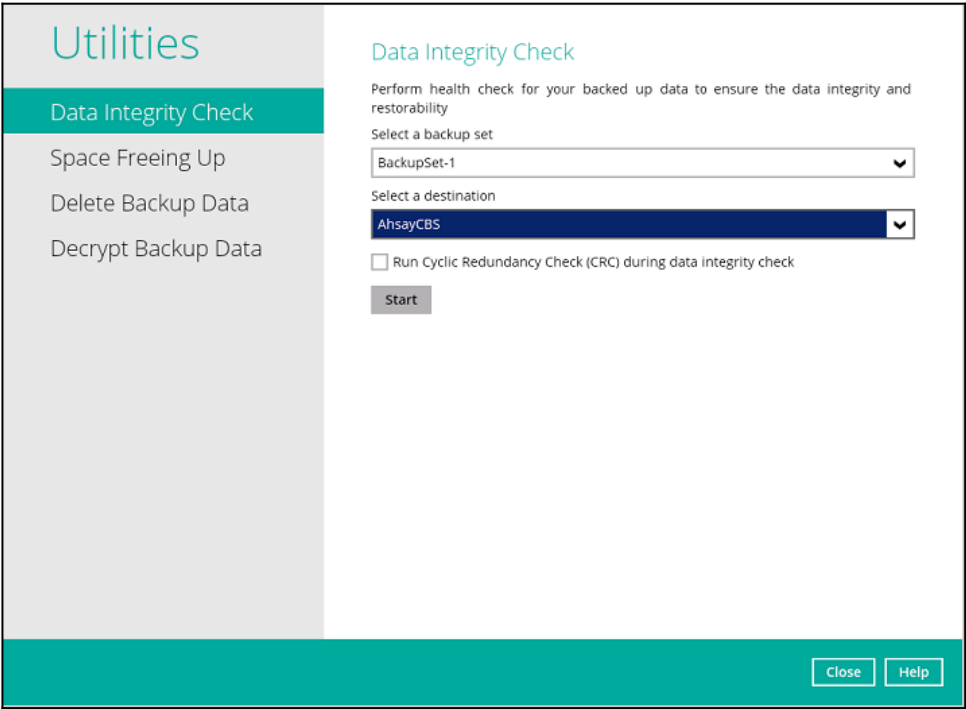 Utilities
Data Integrity Check
Space Freeing Up
Delete Backup Data
Decrypt Backup Data
Data Integrity Check
Perform health check for your backed up data to ensure the data integrity and
restorability
Select a backup set
BackupSet-1
Select a destination
AhsayCBS
Run Cyclic Redundancy Check (CRC) during data integrity check
Start
Close
Help